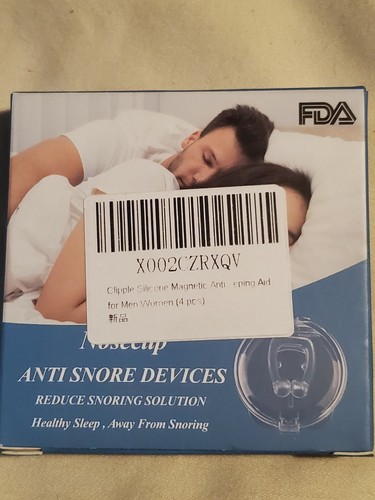 FDA
X002CZRXQV
Clipple Silicone Magnetic Anti ...eping Aid
for Men Women (4 pcs)
新品
Noseclip
ANTI SNORE DEVICES
REDUCE SNORING SOLUTION
Healthy Sleep , Away From Snoring